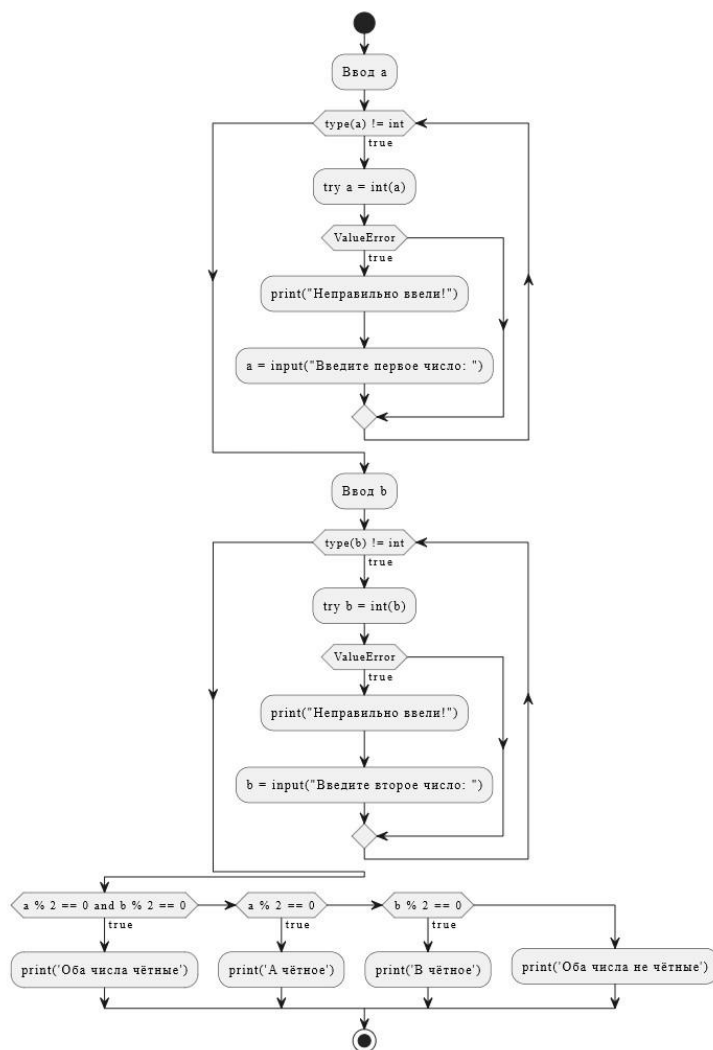 Ввод a
type(a) != int
true
try a = int(a)
ValueError
true
print("Неправильно ввели!")
a = input("Введите первое число: ")
Ввод b
type(b) != int
true
try b = int(b)
ValueError
true
print("Неправильно ввели!")
b = input("Введите второе число: ")
a % 2 == 0 and b % 2 == 0
a % 2 == 0
b % 2 == 0
true
true
true
print('Оба числа чётные')
print('A чётное')
print('B чётное')
print('Оба числа не чётные')